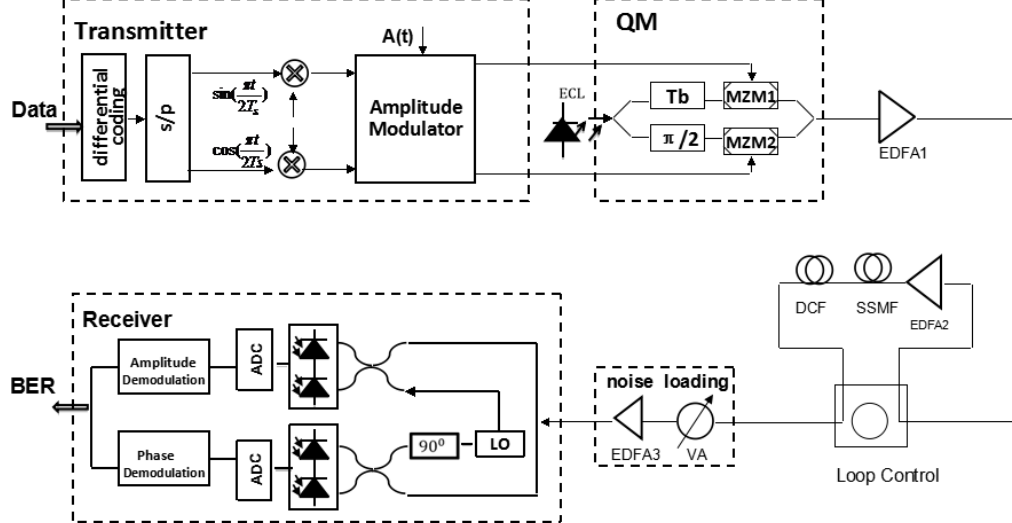 Transmitter
QM
A(t)
Data
differential
coding
s/p
sin(πt/2Ts)
cos(πt/2Ts)
Amplitude
Modulator
ECL
Tb
π/2
MZM1
MZM2
EDFA1
DCF
SSMF
EDFA2
Loop Control
noise loading
EDFA3
VA
Receiver
BER
Amplitude
Demodulation
ADC
Phase
Demodulation
ADC
90⁰
LO